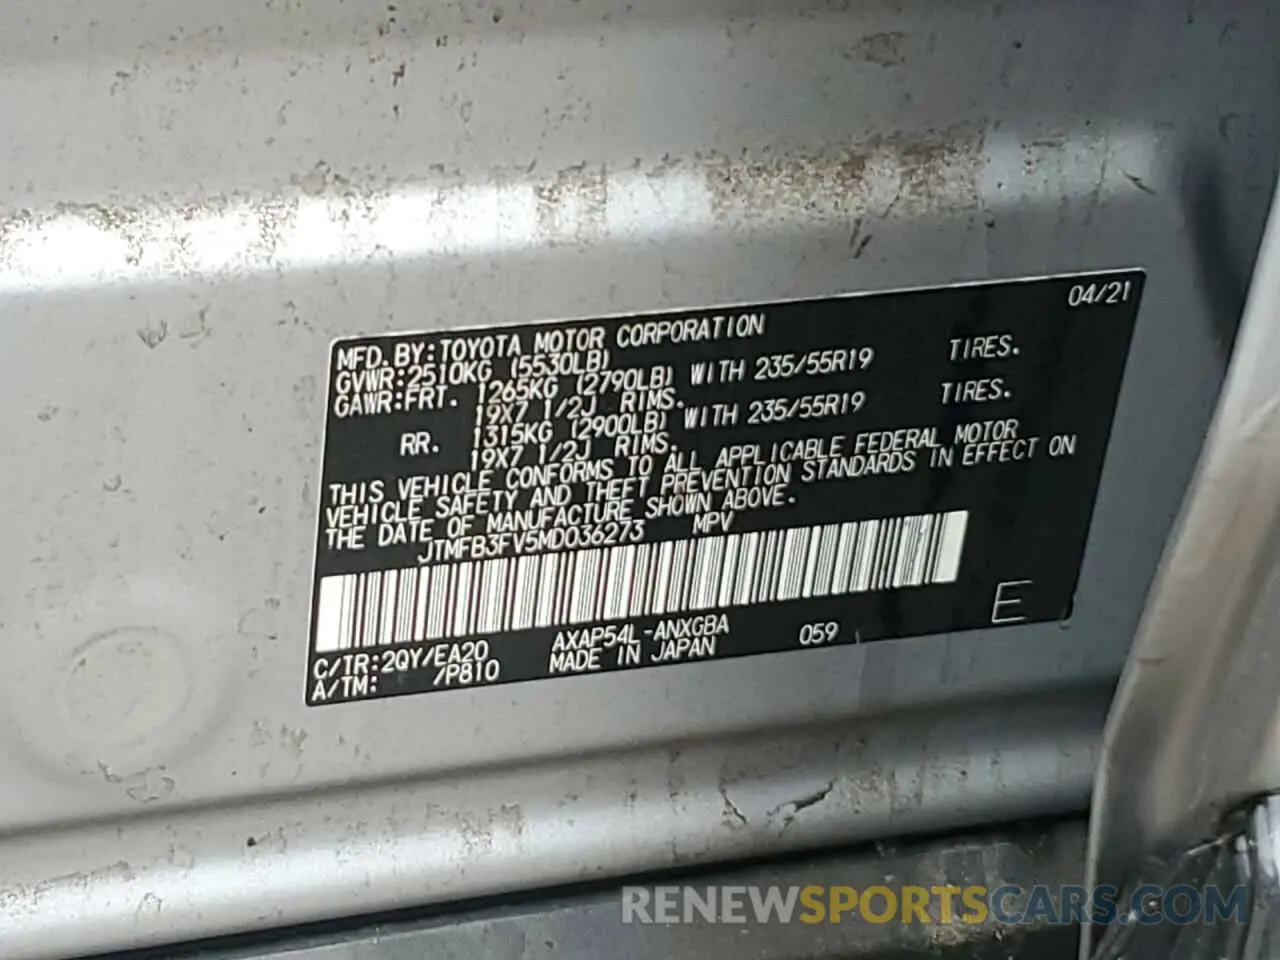 04/21
MFD. BY: TOYOTA MOTOR CORPORATION
GVWR: 2510KG (5530LB)
GAWR: FRT. 1265KG (2790LB) WITH 235/55R19 TIRES.
19X7 1/2J RIMS.
RR. 1315KG (2900LB) WITH 235/55R19 TIRES.
19X7 1/2J RIMS.
THIS VEHICLE CONFORMS TO ALL APPLICABLE FEDERAL MOTOR
VEHICLE SAFETY AND THEFT PREVENTION STANDARDS IN EFFECT ON
THE DATE OF MANUFACTURE SHOWN ABOVE.
JTMFB3FV5MD036273 MPV
C/TR: 2QY/EA20 AXAP54L-ANXGBA 059 E
A/TM: /P810 MADE IN JAPAN
RENEWSPORTSCARS.COM